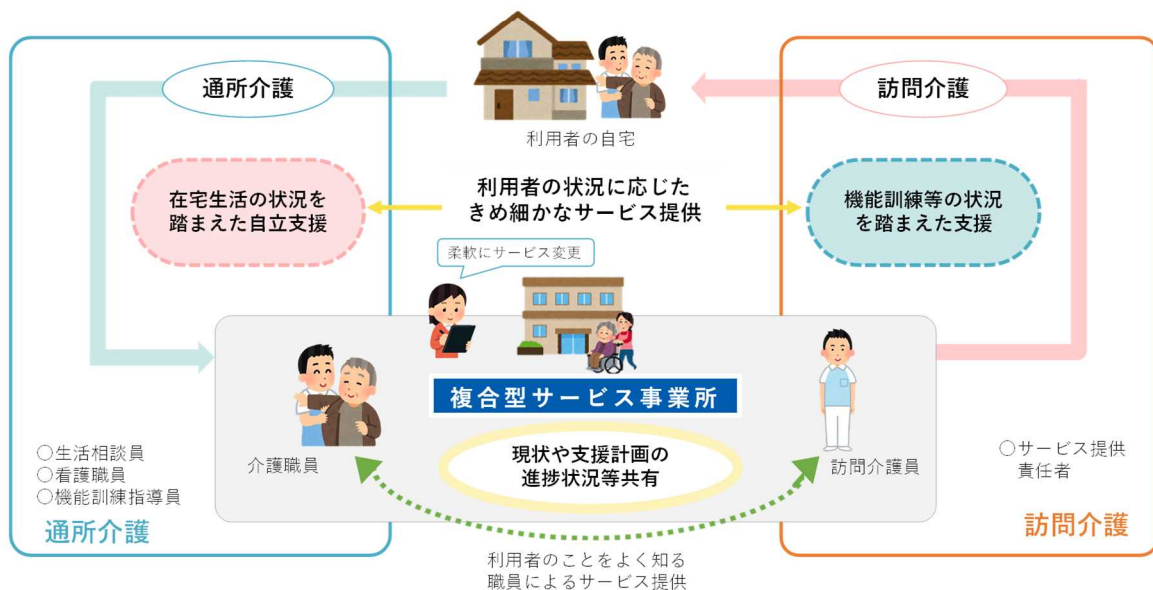 通所介護
訪問介護
利用者の自宅
在宅生活の状況を
踏まえた自立支援
利用者の状況に応じた
きめ細かなサービス提供
機能訓練等の状況
を踏まえた支援
柔軟にサービス変更
複合型サービス事業所
現状や支援計画の
進捗状況等共有
介護職員
訪問介護員
○生活相談員
○看護職員
○機能訓練指導員
通所介護
○サービス提供
責任者
訪問介護
利用者のことをよく知る
職員によるサービス提供